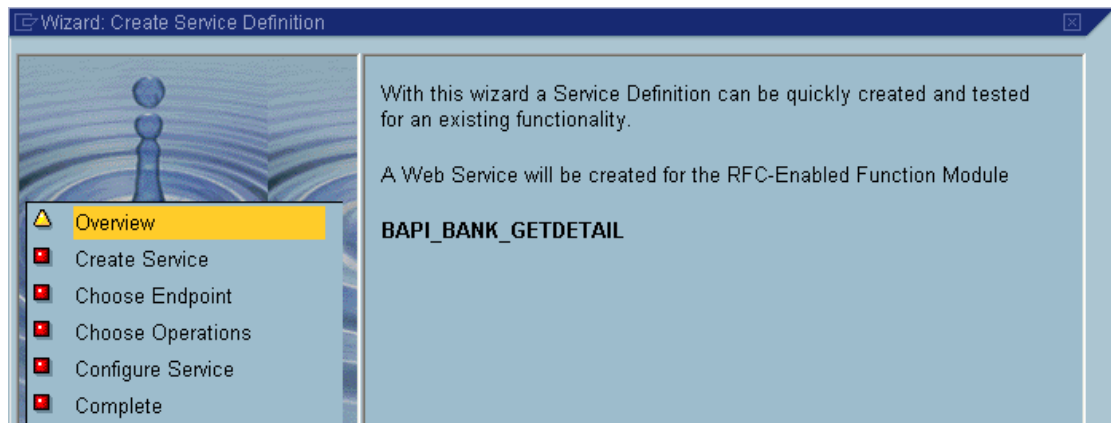 Wizard: Create Service Definition
Overview
Create Service
Choose Endpoint
Choose Operations
Configure Service
Complete
With this wizard a Service Definition can be quickly created and tested
for an existing functionality.
A Web Service will be created for the RFC-Enabled Function Module
BAPI_BANK_GETDETAIL